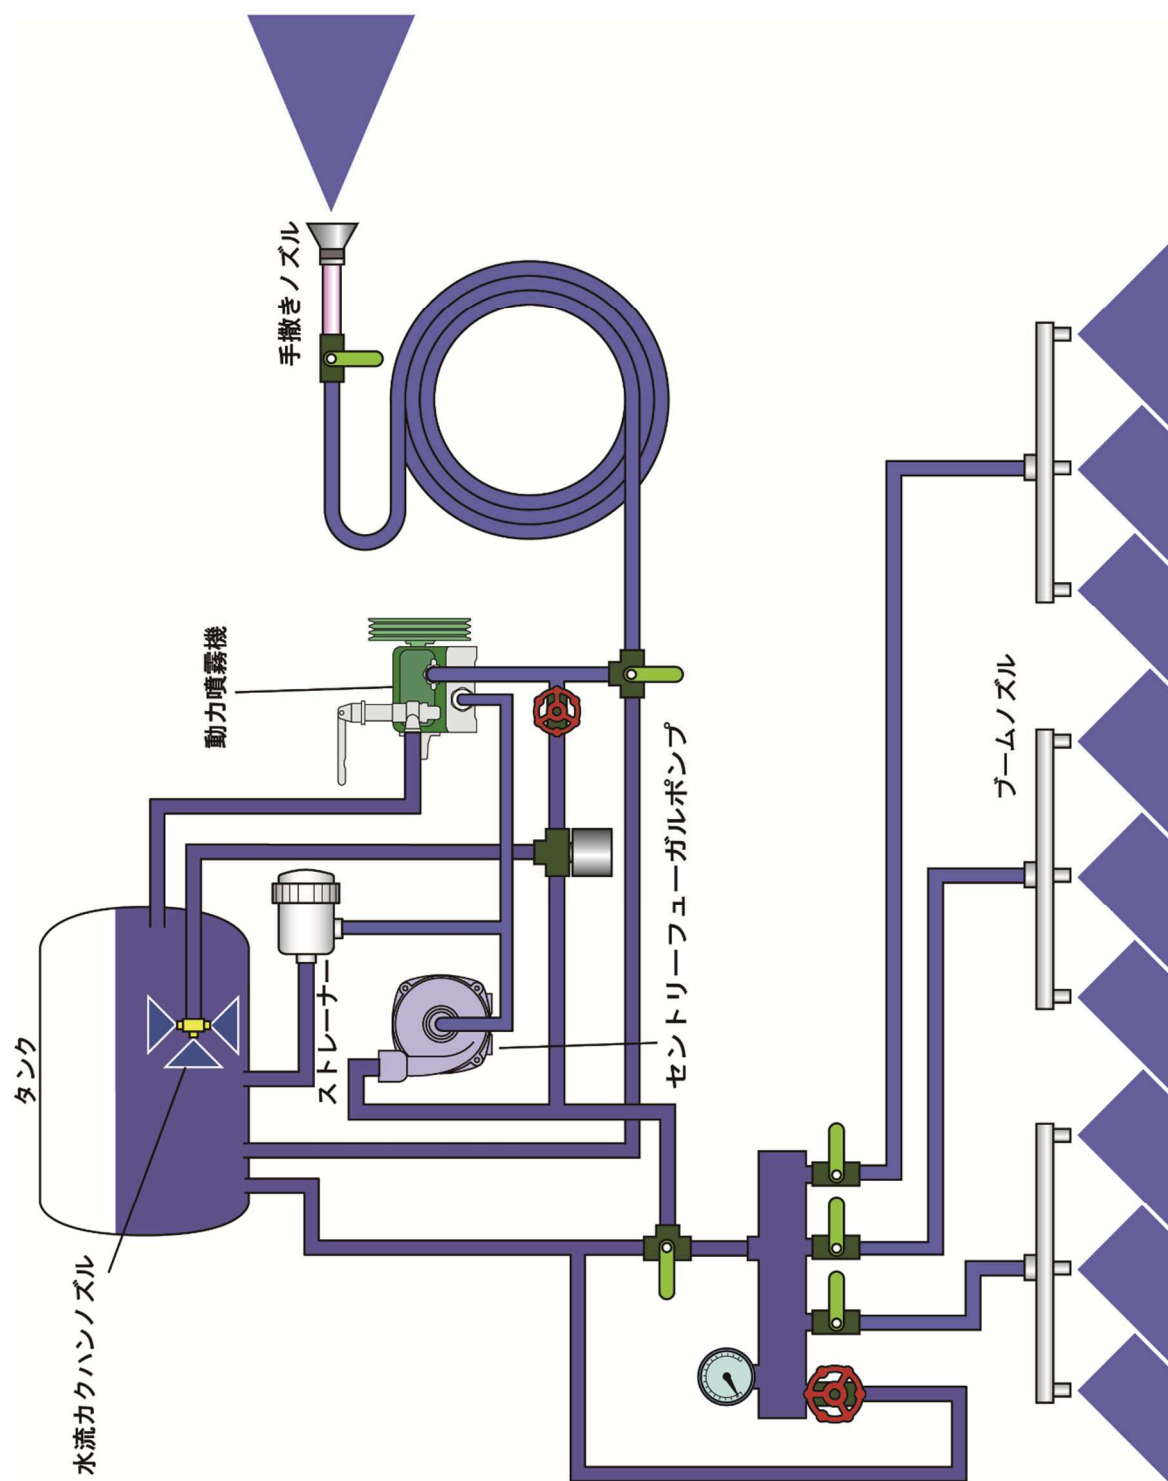 タンク
水流カクハンノズル
ストレーナー
動力噴霧機
手撒きノズル
セントリーフューガルポンプ
ブームノズル